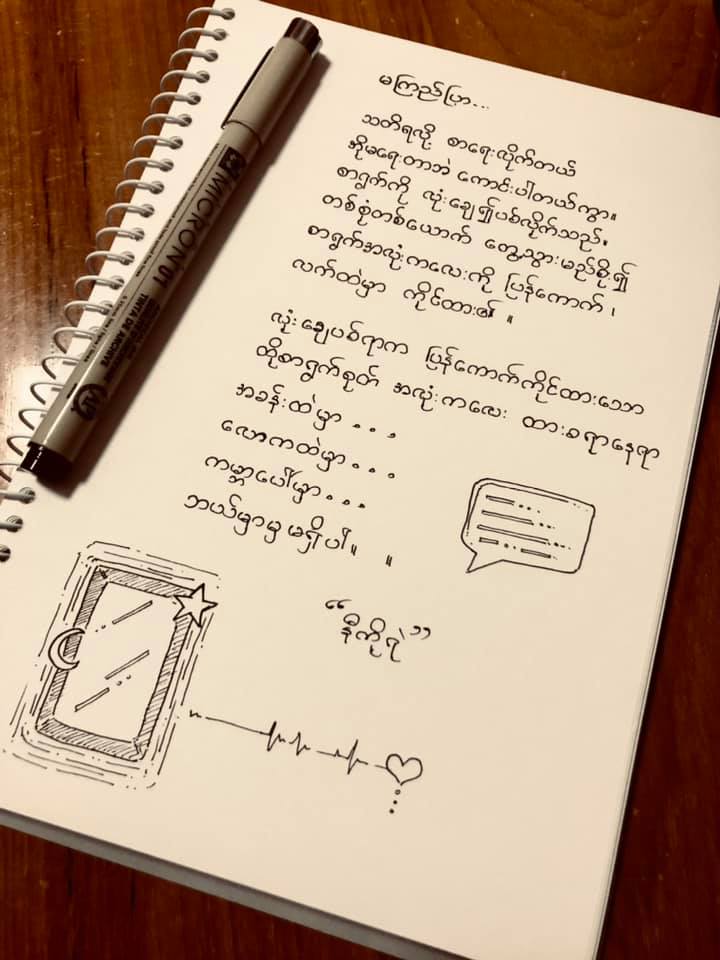 မကြည်ပြာ...
သတိရလို့ စာရေးလိုက်တယ်
ဘိုမရေးတာဘဲ ကောင်းပါတယ်ကွာ။
စာရွက်ကို လုံးချေ၍ပစ်လိုက်သည်။
တစ်စုံတစ်ယောက် တွေ့သွားမည်စိုး၍
စာရွက်အလုံးကလေးကို ပြန်ကောက်၊
လက်ထဲမှာ ကိုင်ထား၏။
လုံးချေပစ်ရာက ပြန်ကောက်ကိုင်ထားသော
ထိုစာရွက်စုတ် အလုံးကလေး ထားခရာနေရာ
အခန်းထဲမှာ...
လောကထဲမှာ...
ကမ္ဘာပေါ်မှာ...
ဘယ်မှာမှမရှိပါ။ ။
“နီကိုရဲ”
MICRON 01